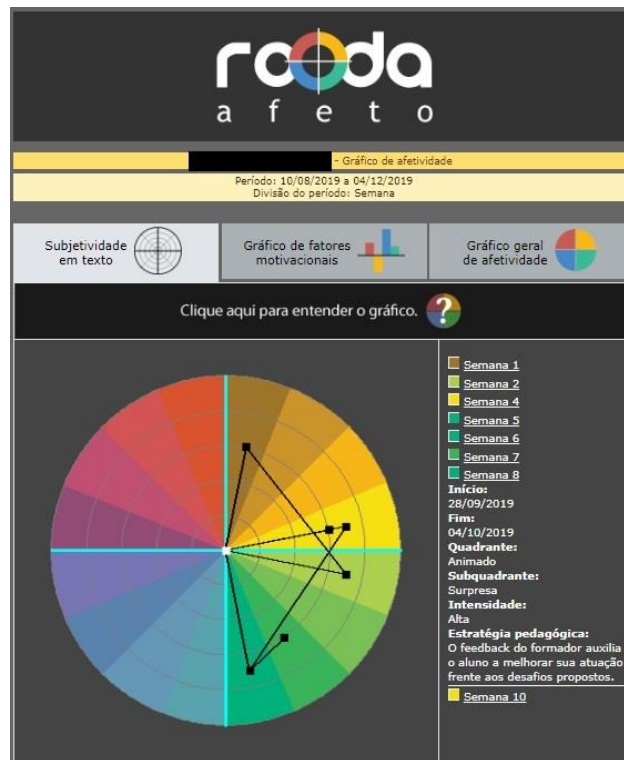 rooda
afeto
- Gráfico de afetividade
Período: 10/08/2019 a 04/12/2019
Divisão do período: Semana
Subjetividade
em texto
Gráfico de fatores
motivacionais
Gráfico geral
de afetividade
Clique aqui para entender o gráfico. ?
Semana 1
Semana 2
Semana 4
Semana 5
Semana 6
Semana 7
Semana 8
Início:
28/09/2019
Fim:
04/10/2019
Quadrante:
Animado
Subquadrante:
Surpresa
Intensidade:
Alta
Estratégia pedagógica:
O feedback do formador auxilia
o aluno a melhorar sua atuação
frente aos desafios propostos.
Semana 10